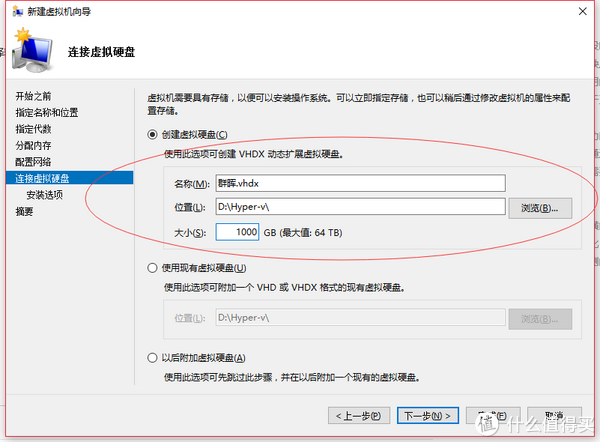 新建虚拟机向导
连接虚拟硬盘
开始之前
指定名称和位置
指定代数
分配内存
配置网络
连接虚拟硬盘
安装选项
摘要
虚拟机需要具有存储，以便可以安装操作系统。可以立即指定存储，也可以稍后通过修改虚拟机的属性来配
置存储。
创建虚拟硬盘(C)
使用此选项可创建 VHDX 动态扩展虚拟硬盘。
名称(M): 群晖.vhdx
位置(L): D:\Hyper-v\ 浏览(B)...
大小(S): 1000 GB (最大值: 64 TB)
使用现有虚拟硬盘(U)
使用此选项可附加一个 VHD 或 VHDX 格式的现有虚拟硬盘。
位置(L): D:\Hyper-v\ 浏览(B)...
以后附加虚拟硬盘(A)
使用此选项可先跳过此步骤，并在以后附加一个现有的虚拟硬盘。
< 上一步(P) 下一步(N) > 取消
值 什么值得买